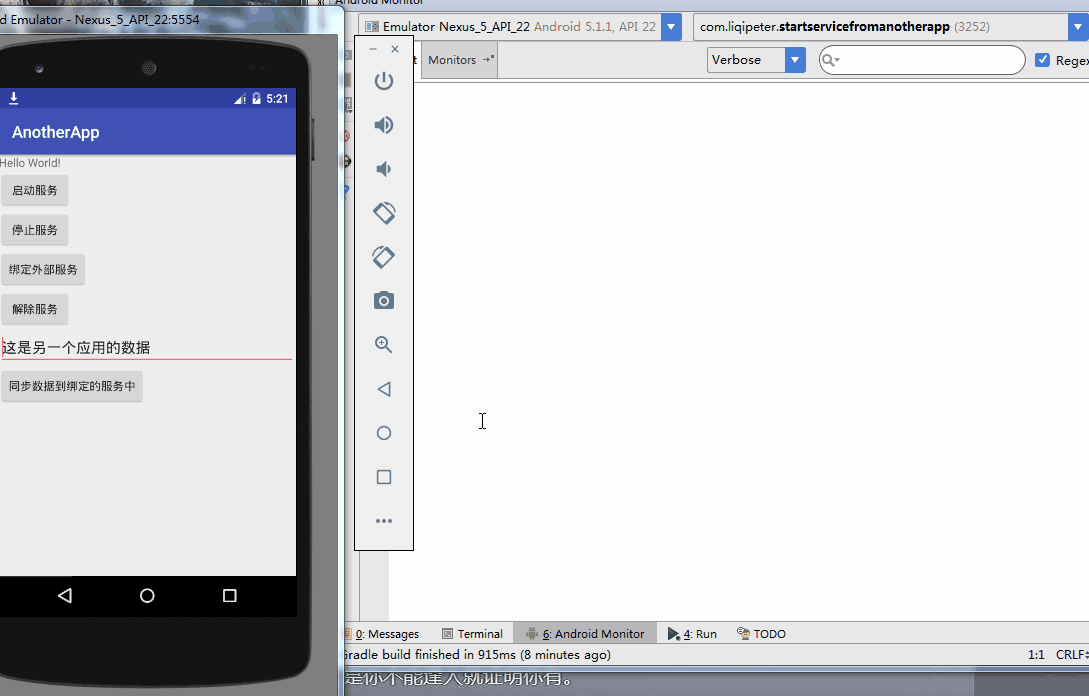 Android Monitor
d Emulator - Nexus_5_API_22:5554
5:21
AnotherApp
Hello World!
启动服务
停止服务
绑定外部服务
解除服务
这是另一个应用的数据
同步数据到绑定的服务中
Emulator Nexus_5_API_22 Android 5.1.1, API 22
com.liqipeter.startservicefromanotherapp (3252)
t Monitors
Verbose
Regex
0: Messages
Terminal
6: Android Monitor
4: Run
TODO
Gradle build finished in 915ms (8 minutes ago)
1:1 CRLF